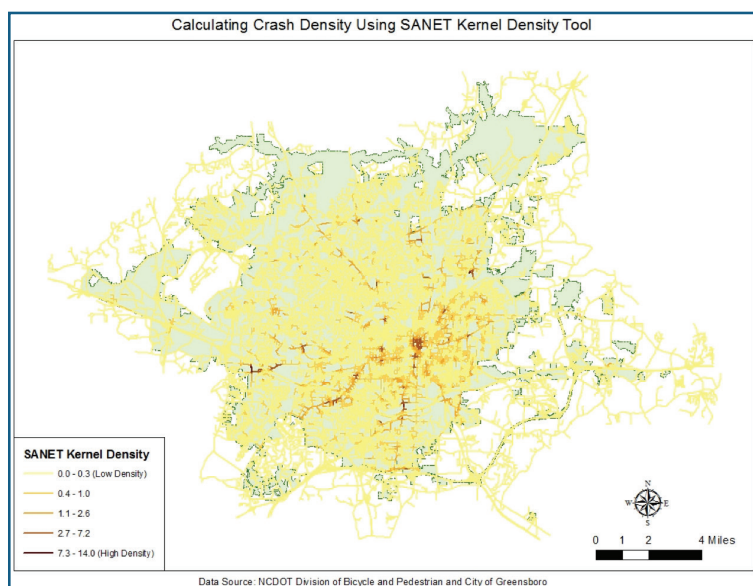 Calculating Crash Density Using SANET Kernel Density Tool
SANET Kernel Density
0.0 - 0.3 (Low Density)
0.4 - 1.0
1.1 - 2.6
2.7 - 7.2
7.3 - 14.0 (High Density)
N
W E
S
0 1 2 4 Miles
Data Source: NCDOT Division of Bicycle and Pedestrian and City of Greensboro